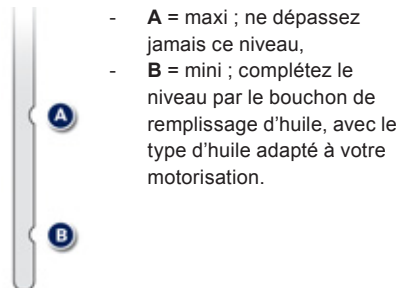 - A = maxi ; ne dépassez
jamais ce niveau,
- B = mini ; complétez le
niveau par le bouchon de
remplissage d'huile, avec le
type d'huile adapté à votre
motorisation.
A
B